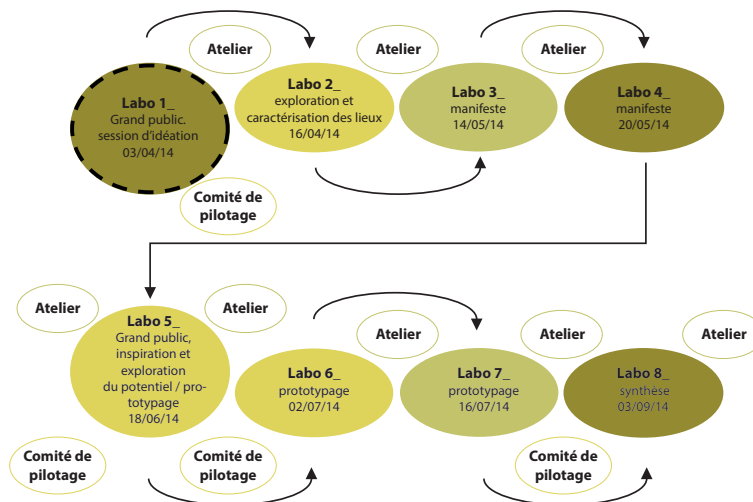 Atelier
Atelier
Atelier
Labo 1_
Grand public.
session d'idéation
03/04/14
Labo 2_
exploration et
caractérisation des lieux
16/04/14
Labo 3_
manifeste
14/05/14
Labo 4_
manifeste
20/05/14
Comité de
pilotage
Atelier
Atelier
Labo 5_
Grand public,
inspiration et
exploration
du potentiel / pro-
totypage
18/06/14
Atelier
Atelier
Atelier
Labo 6_
prototypage
02/07/14
Labo 7_
prototypage
16/07/14
Labo 8_
synthèse
03/09/14
Comité de
pilotage
Comité de
pilotage
Comité de
pilotage